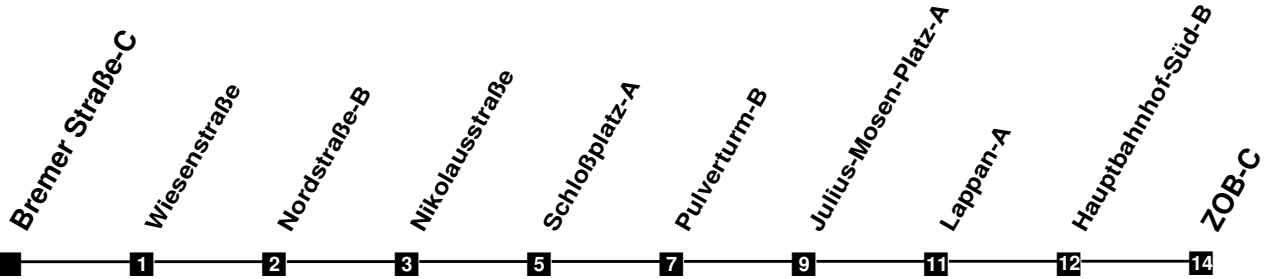 Bremer Straße-C
Wiesenstraße
Nordstraße-B
Nikolausstraße
Schloßplatz-A
Pulverturm-B
Julius-Mosen-Platz-A
Lappan-A
Hauptbahnhof-Süd-B
ZOB-C
1 2 3 5 7 9 11 12 14